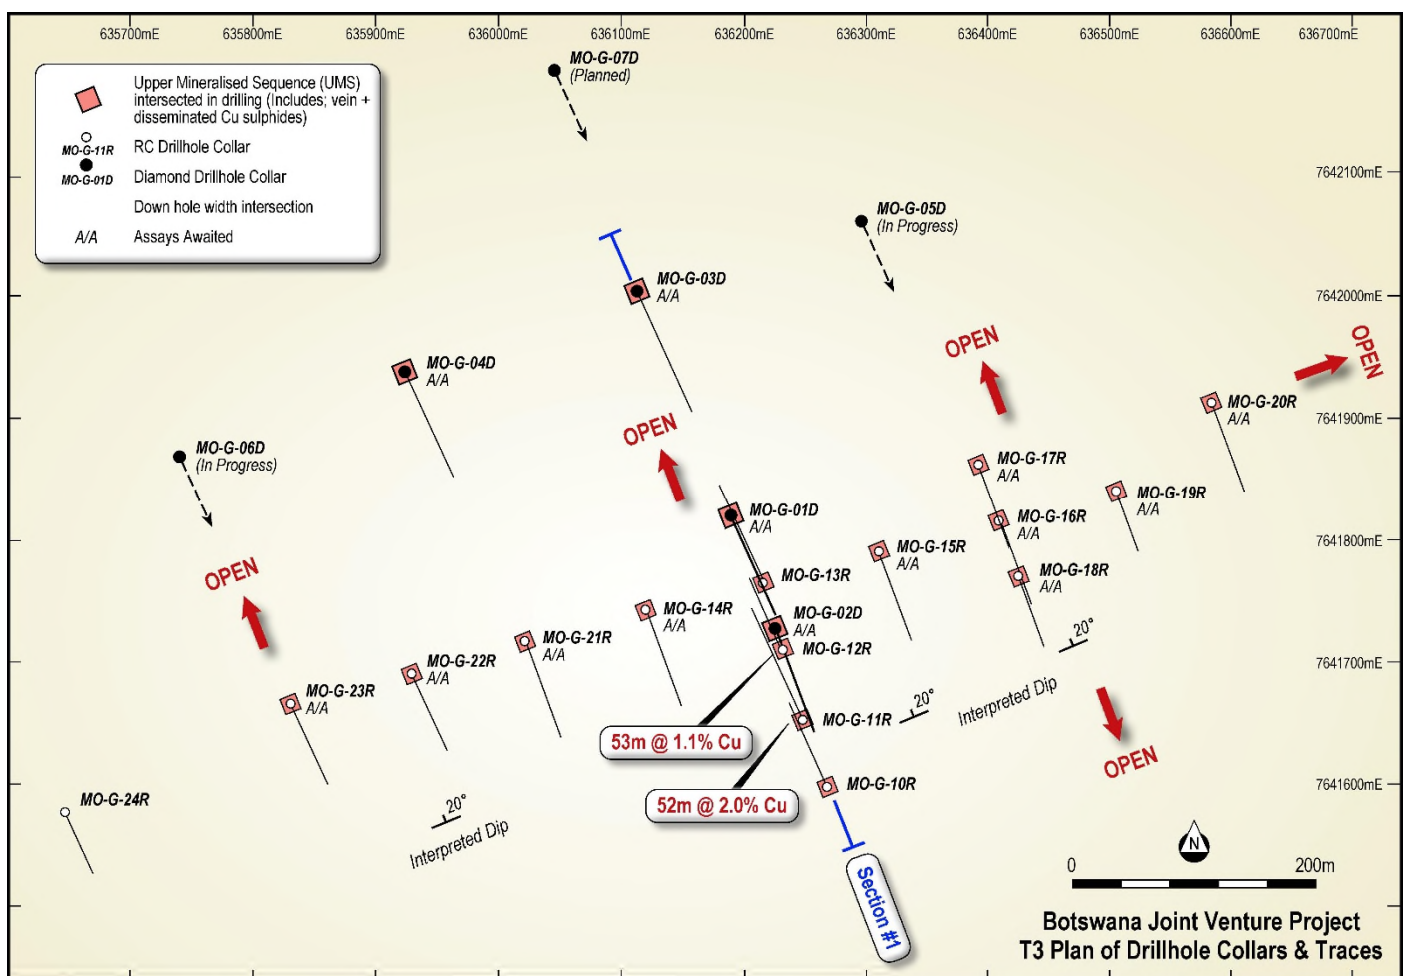 635700mE 635800mE 635900mE 636000mE 636100mE 636200mE 636300mE 636400mE 636500mE 636600mE 636700mE
Upper Mineralised Sequence (UMS)
intersected in drilling (Includes; vein +
disseminated Cu sulphides)
MO-G-11R RC Drillhole Collar
MO-G-01D Diamond Drillhole Collar
Down hole width intersection
A/A Assays Awaited
MO-G-07D
(Planned)
7642100mE
MO-G-05D
(In Progress)
MO-G-03D
A/A
7642000mE
OPEN
OPEN
MO-G-04D
A/A
MO-G-20R
A/A
7641900mE
OPEN
MO-G-06D
(In Progress)
MO-G-17R
A/A
MO-G-19R
A/A
MO-G-01D
A/A
MO-G-16R
A/A
MO-G-15R
A/A
7641800mE
OPEN
MO-G-13R
MO-G-18R
A/A
MO-G-14R
A/A
MO-G-02D
A/A
MO-G-12R
20°
MO-G-21R
A/A
MO-G-22R
A/A
7641700mE
MO-G-23R
A/A
Interpreted Dip
20°
MO-G-11R
53m @ 1.1% Cu
OPEN
MO-G-10R
7641600mE
52m @ 2.0% Cu
MO-G-24R
20°
Interpreted Dip
Section #1
N
0 200m
Botswana Joint Venture Project
T3 Plan of Drillhole Collars & Traces